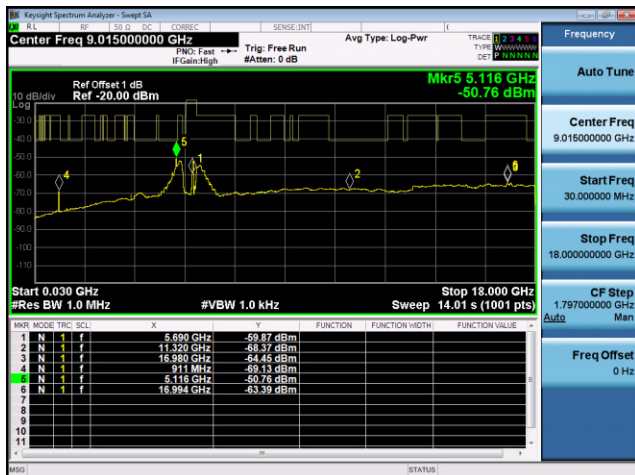 Keysight Spectrum Analyzer - Swept SA
RL RF 50 Ω DC CORREC SENSE:INT
Center Freq 9.015000000 GHz
PNO: Fast
IFGain:High
Trig: Free Run
#Atten: 0 dB
Avg Type: Log-Pwr
TRACE 1 2 3 4 5 6
TYPE WWWWWW
DET P NNNNN
Ref Offset 1 dB
10 dB/div Ref -20.00 dBm
Log
Mkr5 5.116 GHz
-50.76 dBm
-30.0
-40.0
-50.0
-60.0
-70.0
-80.0
-90.0
-100
-110
4
5
1
2
Start 0.030 GHz Stop 18.000 GHz
#Res BW 1.0 MHz #VBW 1.0 kHz Sweep 14.01 s (1001 pts)
MKR MODE TRC SCL X Y FUNCTION FUNCTION WIDTH FUNCTION VALUE
1 N 1 f 5.690 GHz -59.87 dBm
2 N 1 f 11.320 GHz -68.37 dBm
3 N 1 f 16.980 GHz -64.45 dBm
4 N 1 f 911 MHz -69.13 dBm
5 N 1 f 5.116 GHz -50.76 dBm
6 N 1 f 16.994 GHz -63.39 dBm
7
8
9
10
11
MSG STATUS
Frequency
Auto Tune
Center Freq
9.015000000 GHz
Start Freq
30.000000 MHz
Stop Freq
18.000000000 GHz
CF Step
1.797000000 GHz
Auto Man
Freq Offset
0 Hz